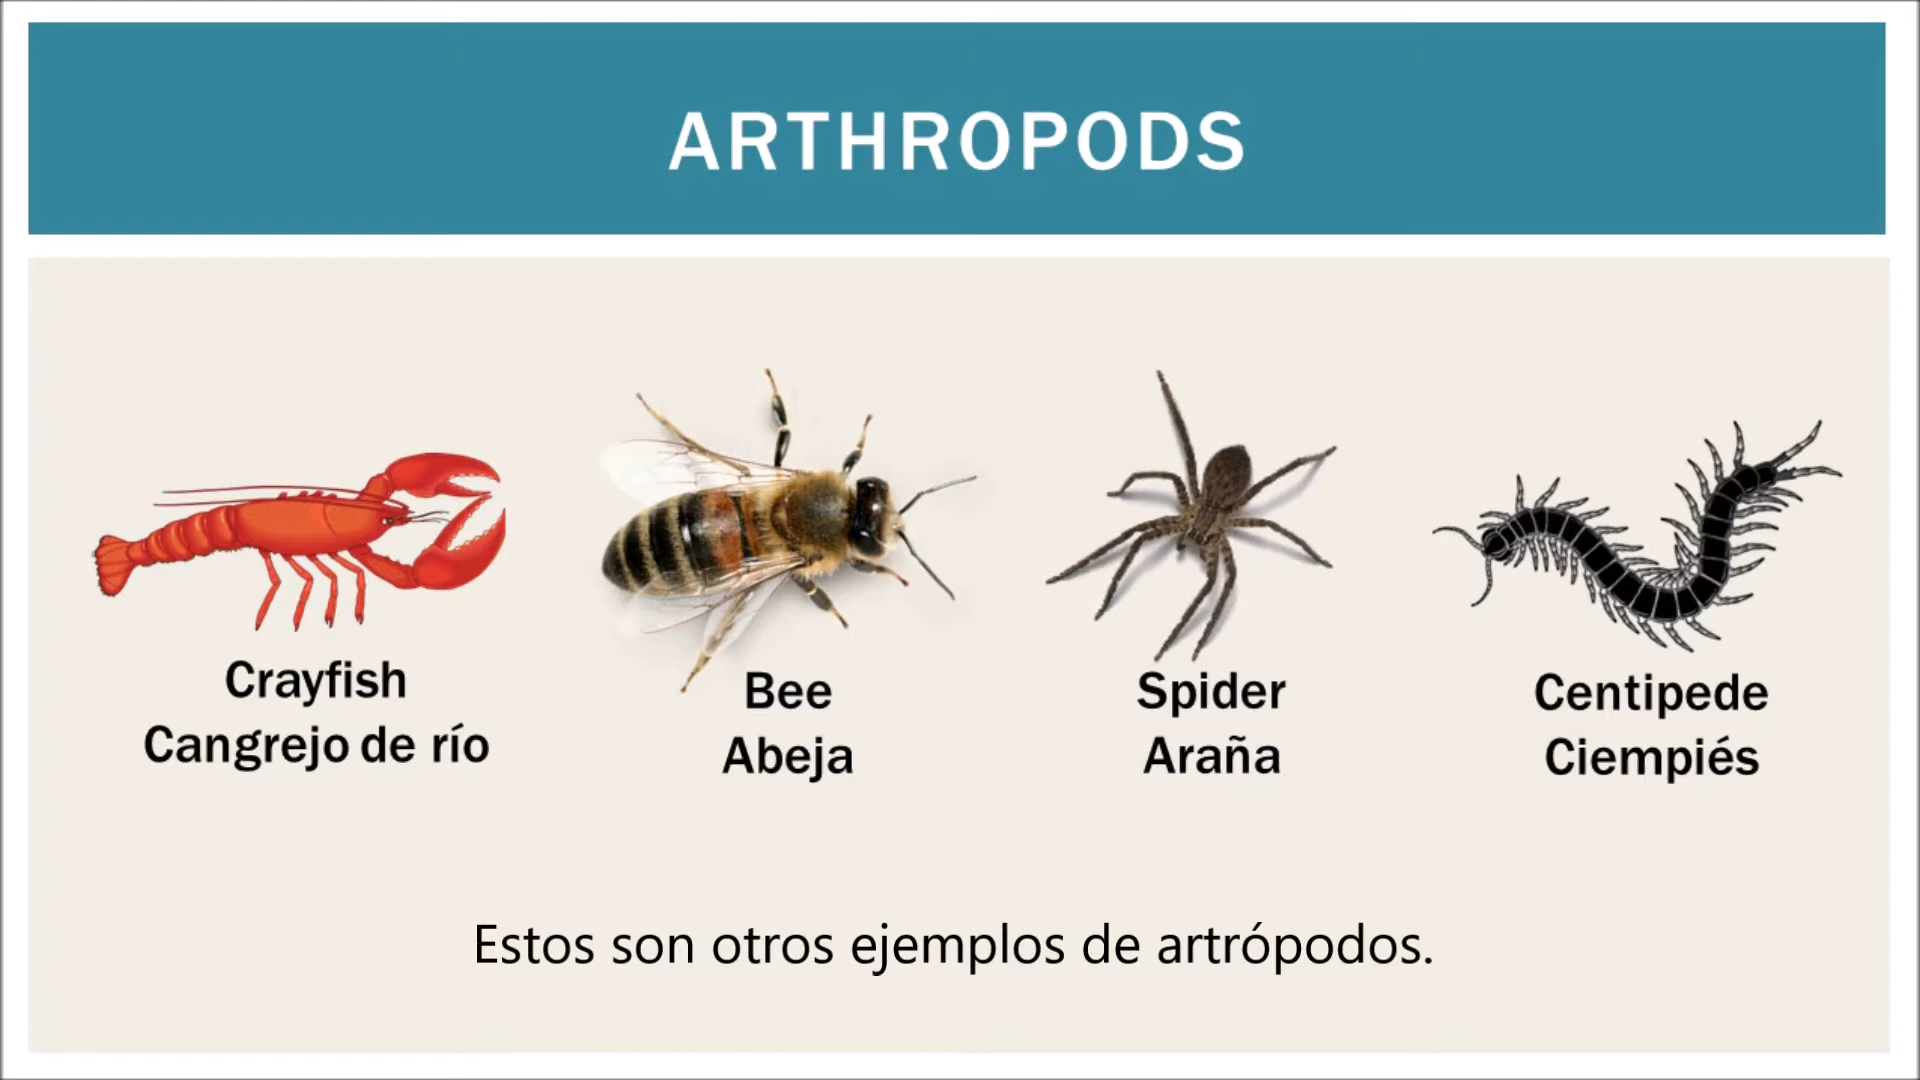 ARTHROPODS
Crayfish
Cangrejo de río
Bee
Abeja
Spider
Araña
Centipede
Ciempiés
Estos son otros ejemplos de artrópodos.